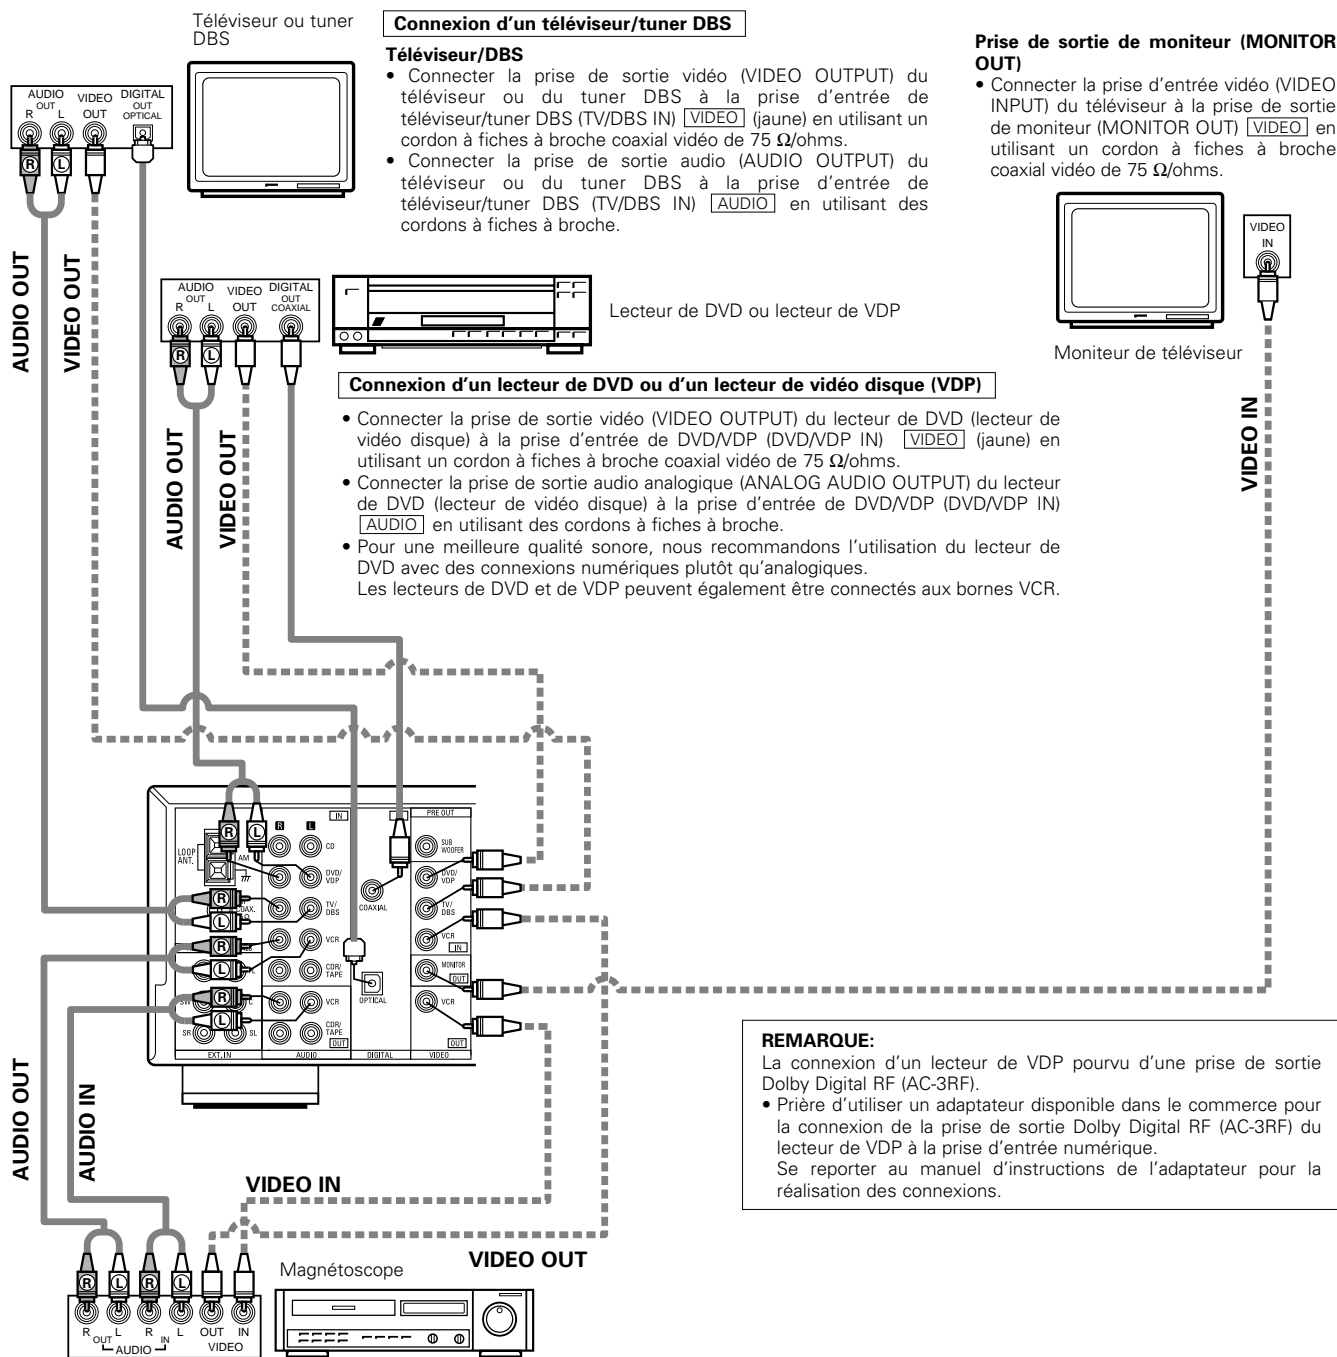 Téléviseur ou tuner
DBS
Connexion d'un téléviseur/tuner DBS
Téléviseur/DBS
• Connecter la prise de sortie vidéo (VIDEO OUTPUT) du
téléviseur ou du tuner DBS à la prise d'entrée de
téléviseur/tuner DBS (TV/DBS IN) VIDEO (jaune) en utilisant un
cordon à fiches à broche coaxial vidéo de 75 Ω/ohms.
• Connecter la prise de sortie audio (AUDIO OUTPUT) du
téléviseur ou du tuner DBS à la prise d'entrée de
téléviseur/tuner DBS (TV/DBS IN) AUDIO en utilisant des
cordons à fiches à broche.
Prise de sortie de moniteur (MONITOR
OUT)
• Connecter la prise d'entrée vidéo (VIDEO
INPUT) du téléviseur à la prise de sortie
de moniteur (MONITOR OUT) VIDEO en
utilisant un cordon à fiches à broche
coaxial vidéo de 75 Ω/ohms.
AUDIO VIDEO DIGITAL
OUT OUT
R L OUT OPTICAL
R L
AUDIO OUT
VIDEO OUT
VIDEO
IN
Moniteur de téléviseur
VIDEO IN
AUDIO VIDEO DIGITAL
OUT OUT
R L OUT COAXIAL
R L
AUDIO OUT
VIDEO OUT
Lecteur de DVD ou lecteur de VDP
Connexion d'un lecteur de DVD ou d'un lecteur de vidéo disque (VDP)
• Connecter la prise de sortie vidéo (VIDEO OUTPUT) du lecteur de DVD (lecteur de
vidéo disque) à la prise d'entrée de DVD/VDP (DVD/VDP IN) VIDEO (jaune) en
utilisant un cordon à fiches à broche coaxial vidéo de 75 Ω/ohms.
• Connecter la prise de sortie audio analogique (ANALOG AUDIO OUTPUT) du lecteur
de DVD (lecteur de vidéo disque) à la prise d'entrée de DVD/VDP (DVD/VDP IN)
AUDIO en utilisant des cordons à fiches à broche.
• Pour une meilleure qualité sonore, nous recommandons l'utilisation du lecteur de
DVD avec des connexions numériques plutôt qu'analogiques.
Les lecteurs de DVD et de VDP peuvent également être connectés aux bornes VCR.
R L IN PRE OUT
R L
LOOP
ANT.
AM
CD
SUB
WOOFER
DVD/
VDP
DVD/
VDP
R
COAX.
L
TV/
DBS
COAXIAL
TV/
DBS
R
VCR
VCR
IN
L
CDR/
TAPE
MONITOR
OUT
OPTICAL
SW R C
VCR
VCR
L
SR SL
CDR/
TAPE
OUT
OUT
EXT. IN AUDIO DIGITAL VIDEO
AUDIO OUT
AUDIO IN
VIDEO IN
VIDEO OUT
REMARQUE:
La connexion d'un lecteur de VDP pourvu d'une prise de sortie
Dolby Digital RF (AC-3RF).
• Prière d'utiliser un adaptateur disponible dans le commerce pour
la connexion de la prise de sortie Dolby Digital RF (AC-3RF) du
lecteur de VDP à la prise d'entrée numérique.
Se reporter au manuel d'instructions de l'adaptateur pour la
réalisation des connexions.
Magnétoscope
R L R L
R L R L OUT IN
OUT IN
AUDIO VIDEO